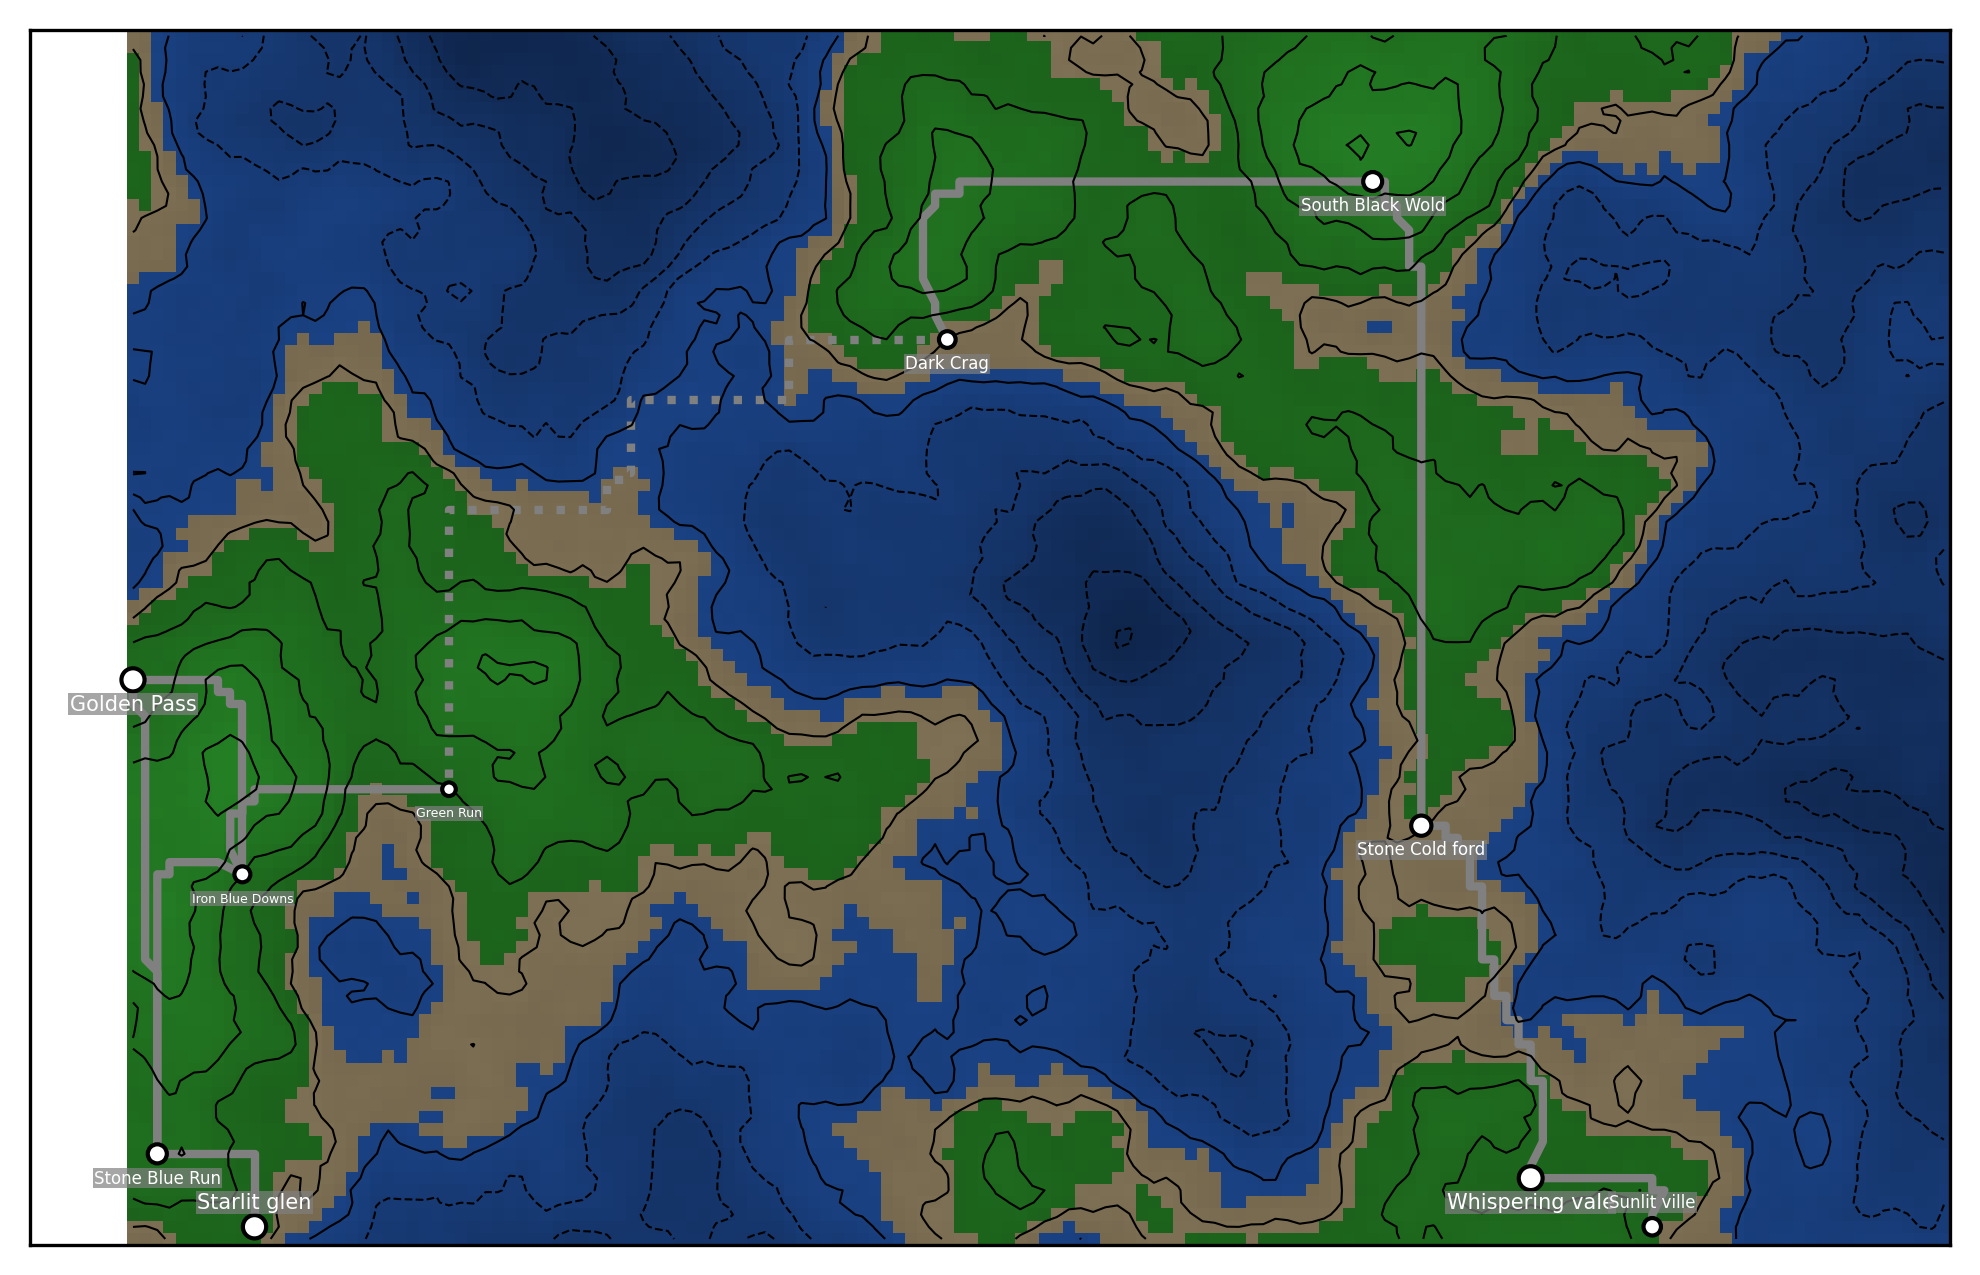 South Black Wold
Dark Crag
Golden Pass
Green Run
Stone Cold ford
Iron Blue Downs
Stone Blue Run
Starlit glen
Whispering vale
Sunlit ville